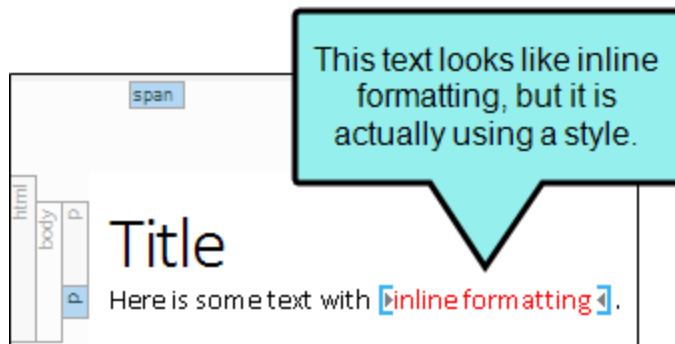 This text looks like inline
formatting, but it is
actually using a style.
span
html
body
p
Title
p
Here is some text with inline formatting.